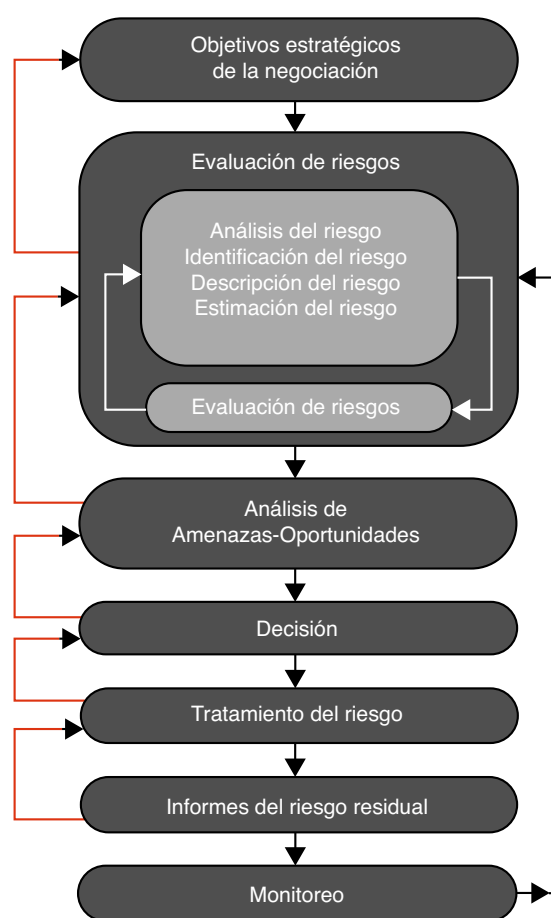 Objetivos estratégicos
de la negociación
Evaluación de riesgos
Análisis del riesgo
Identificación del riesgo
Descripción del riesgo
Estimación del riesgo
Evaluación de riesgos
Análisis de
Amenazas-Oportunidades
Decisión
Tratamiento del riesgo
Informes del riesgo residual
Monitoreo